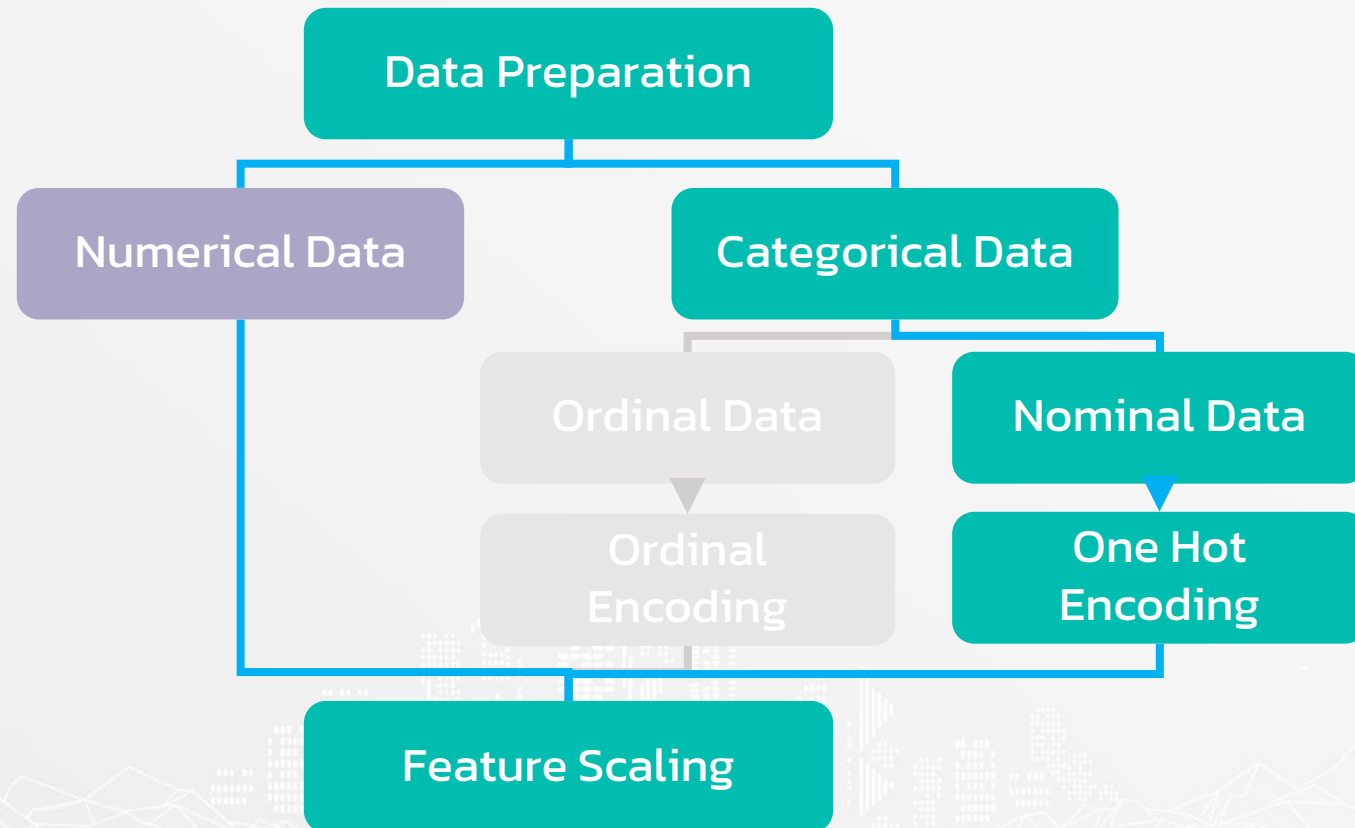 Data Preparation
Numerical Data
Categorical Data
Ordinal Data
Nominal Data
Ordinal
Encoding
One Hot
Encoding
Feature Scaling